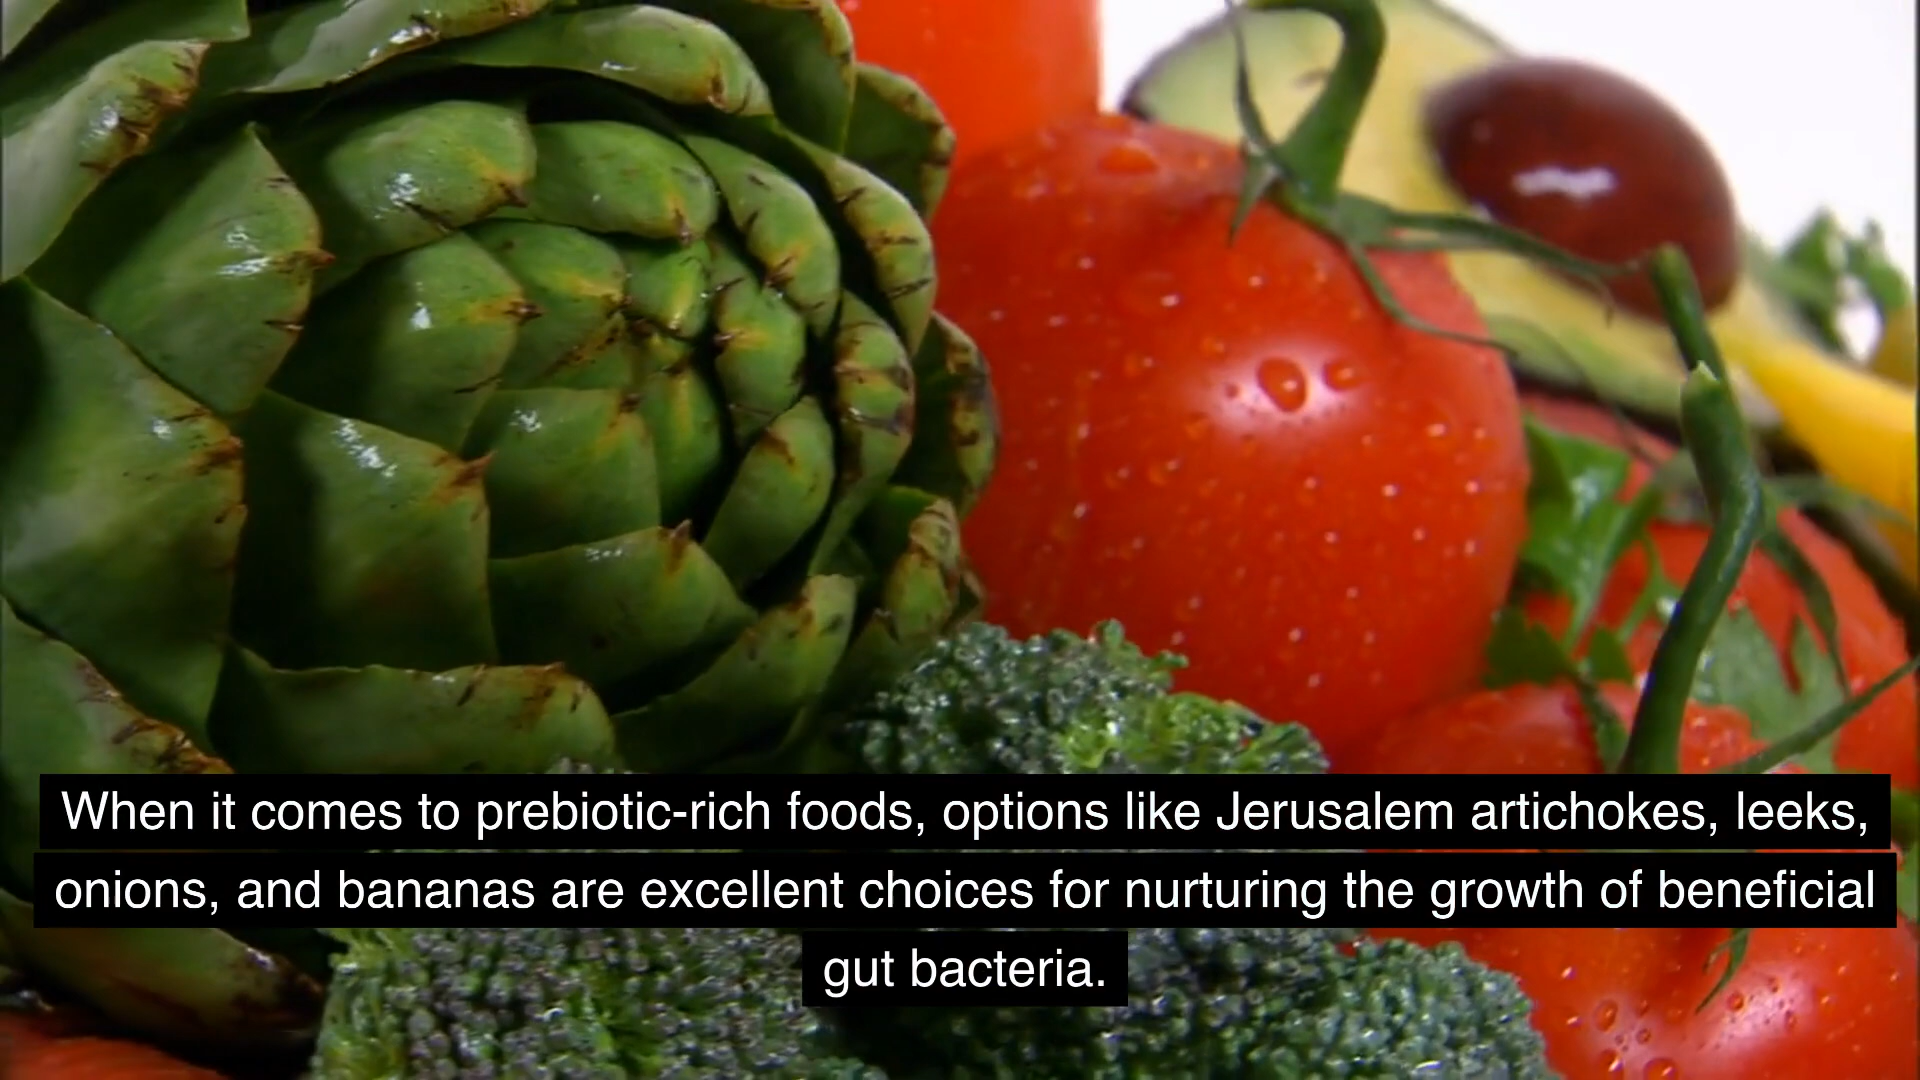 When it comes to prebiotic-rich foods, options like Jerusalem artichokes, leeks,
onions, and bananas are excellent choices for nurturing the growth of beneficial
gut bacteria.